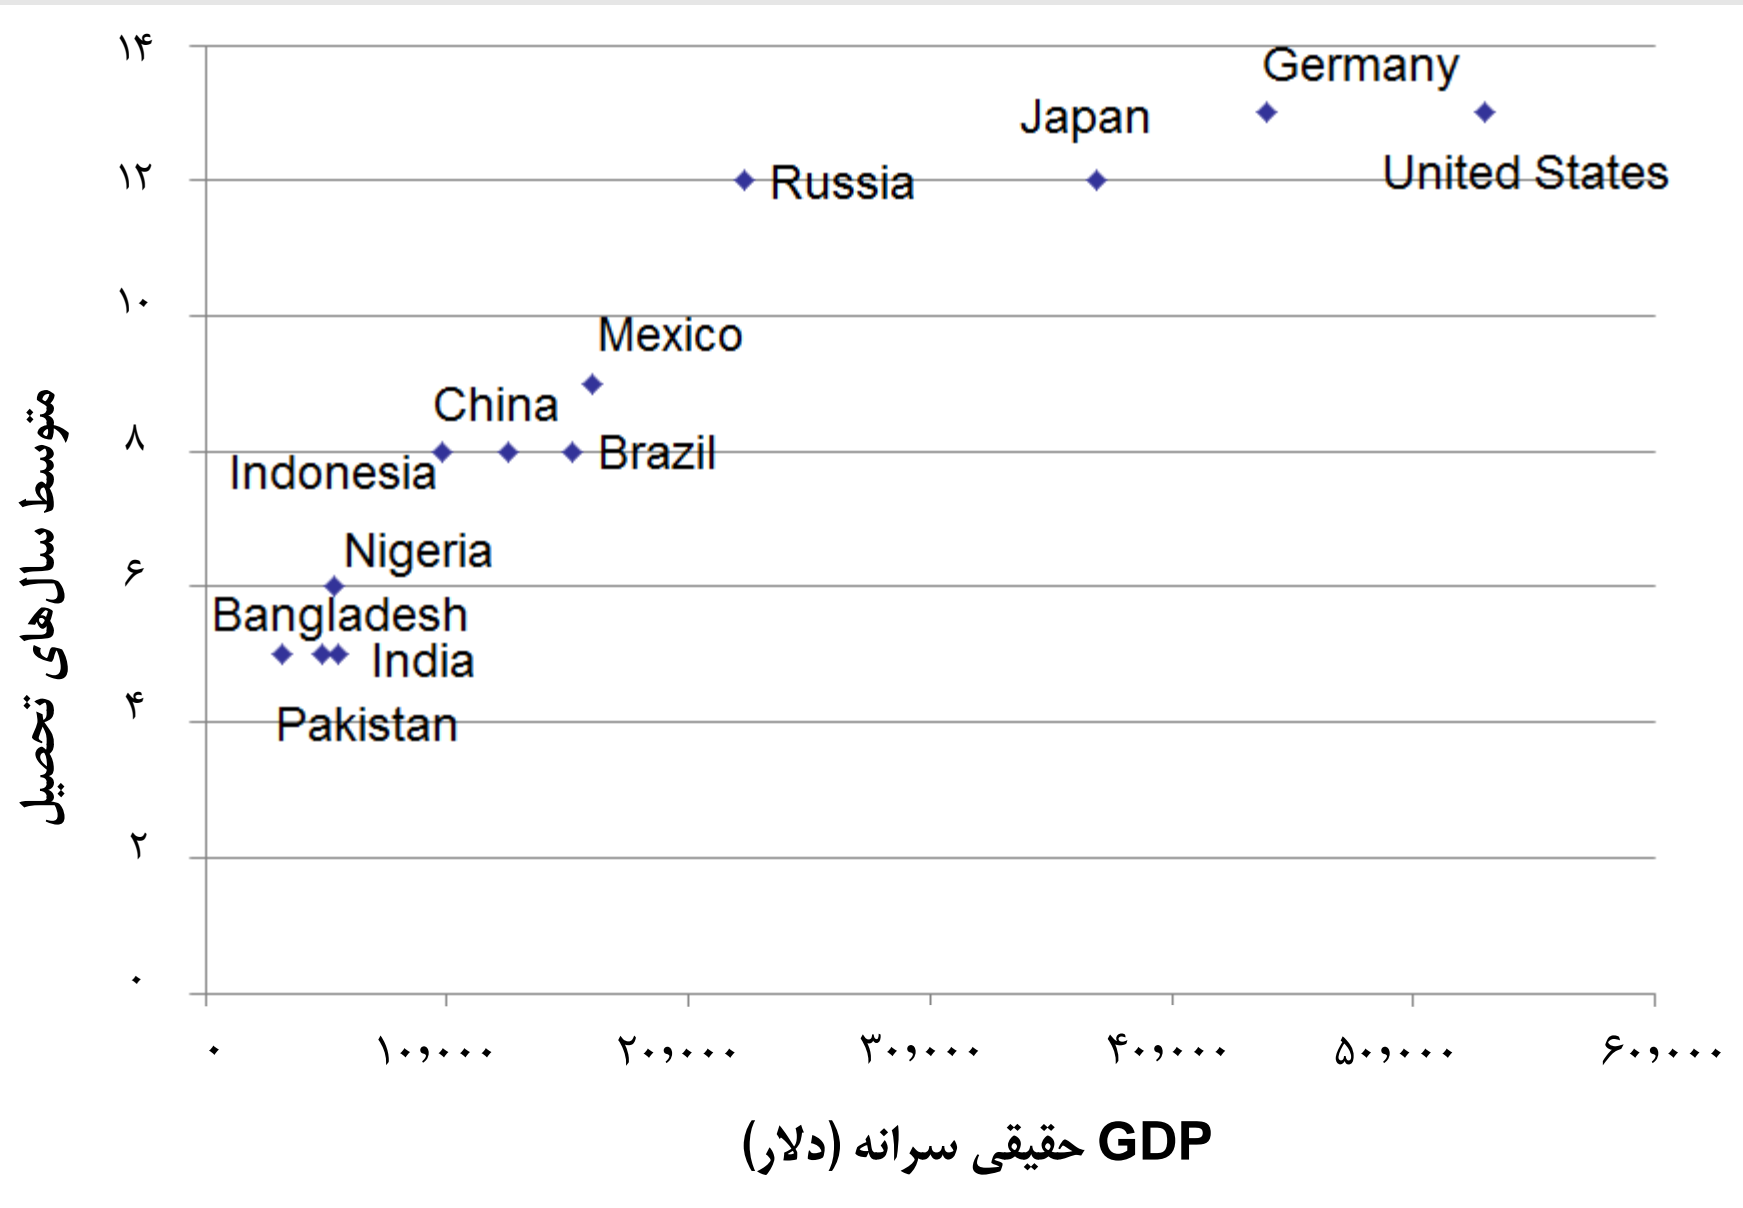 ۱۴
Germany
Japan
۱۲
Russia
United States
۱۰
Mexico
China
۸
Brazil
Indonesia
۶
Nigeria
Bangladesh
India
۴
Pakistan
۲
۰
۰ ۱۰,۰۰۰ ۲۰,۰۰۰ ۳۰,۰۰۰ ۴۰,۰۰۰ ۵۰,۰۰۰ ۶۰,۰۰۰
متوسط سال‌های تحصیل
GDP حقیقی سرانه (دلار)